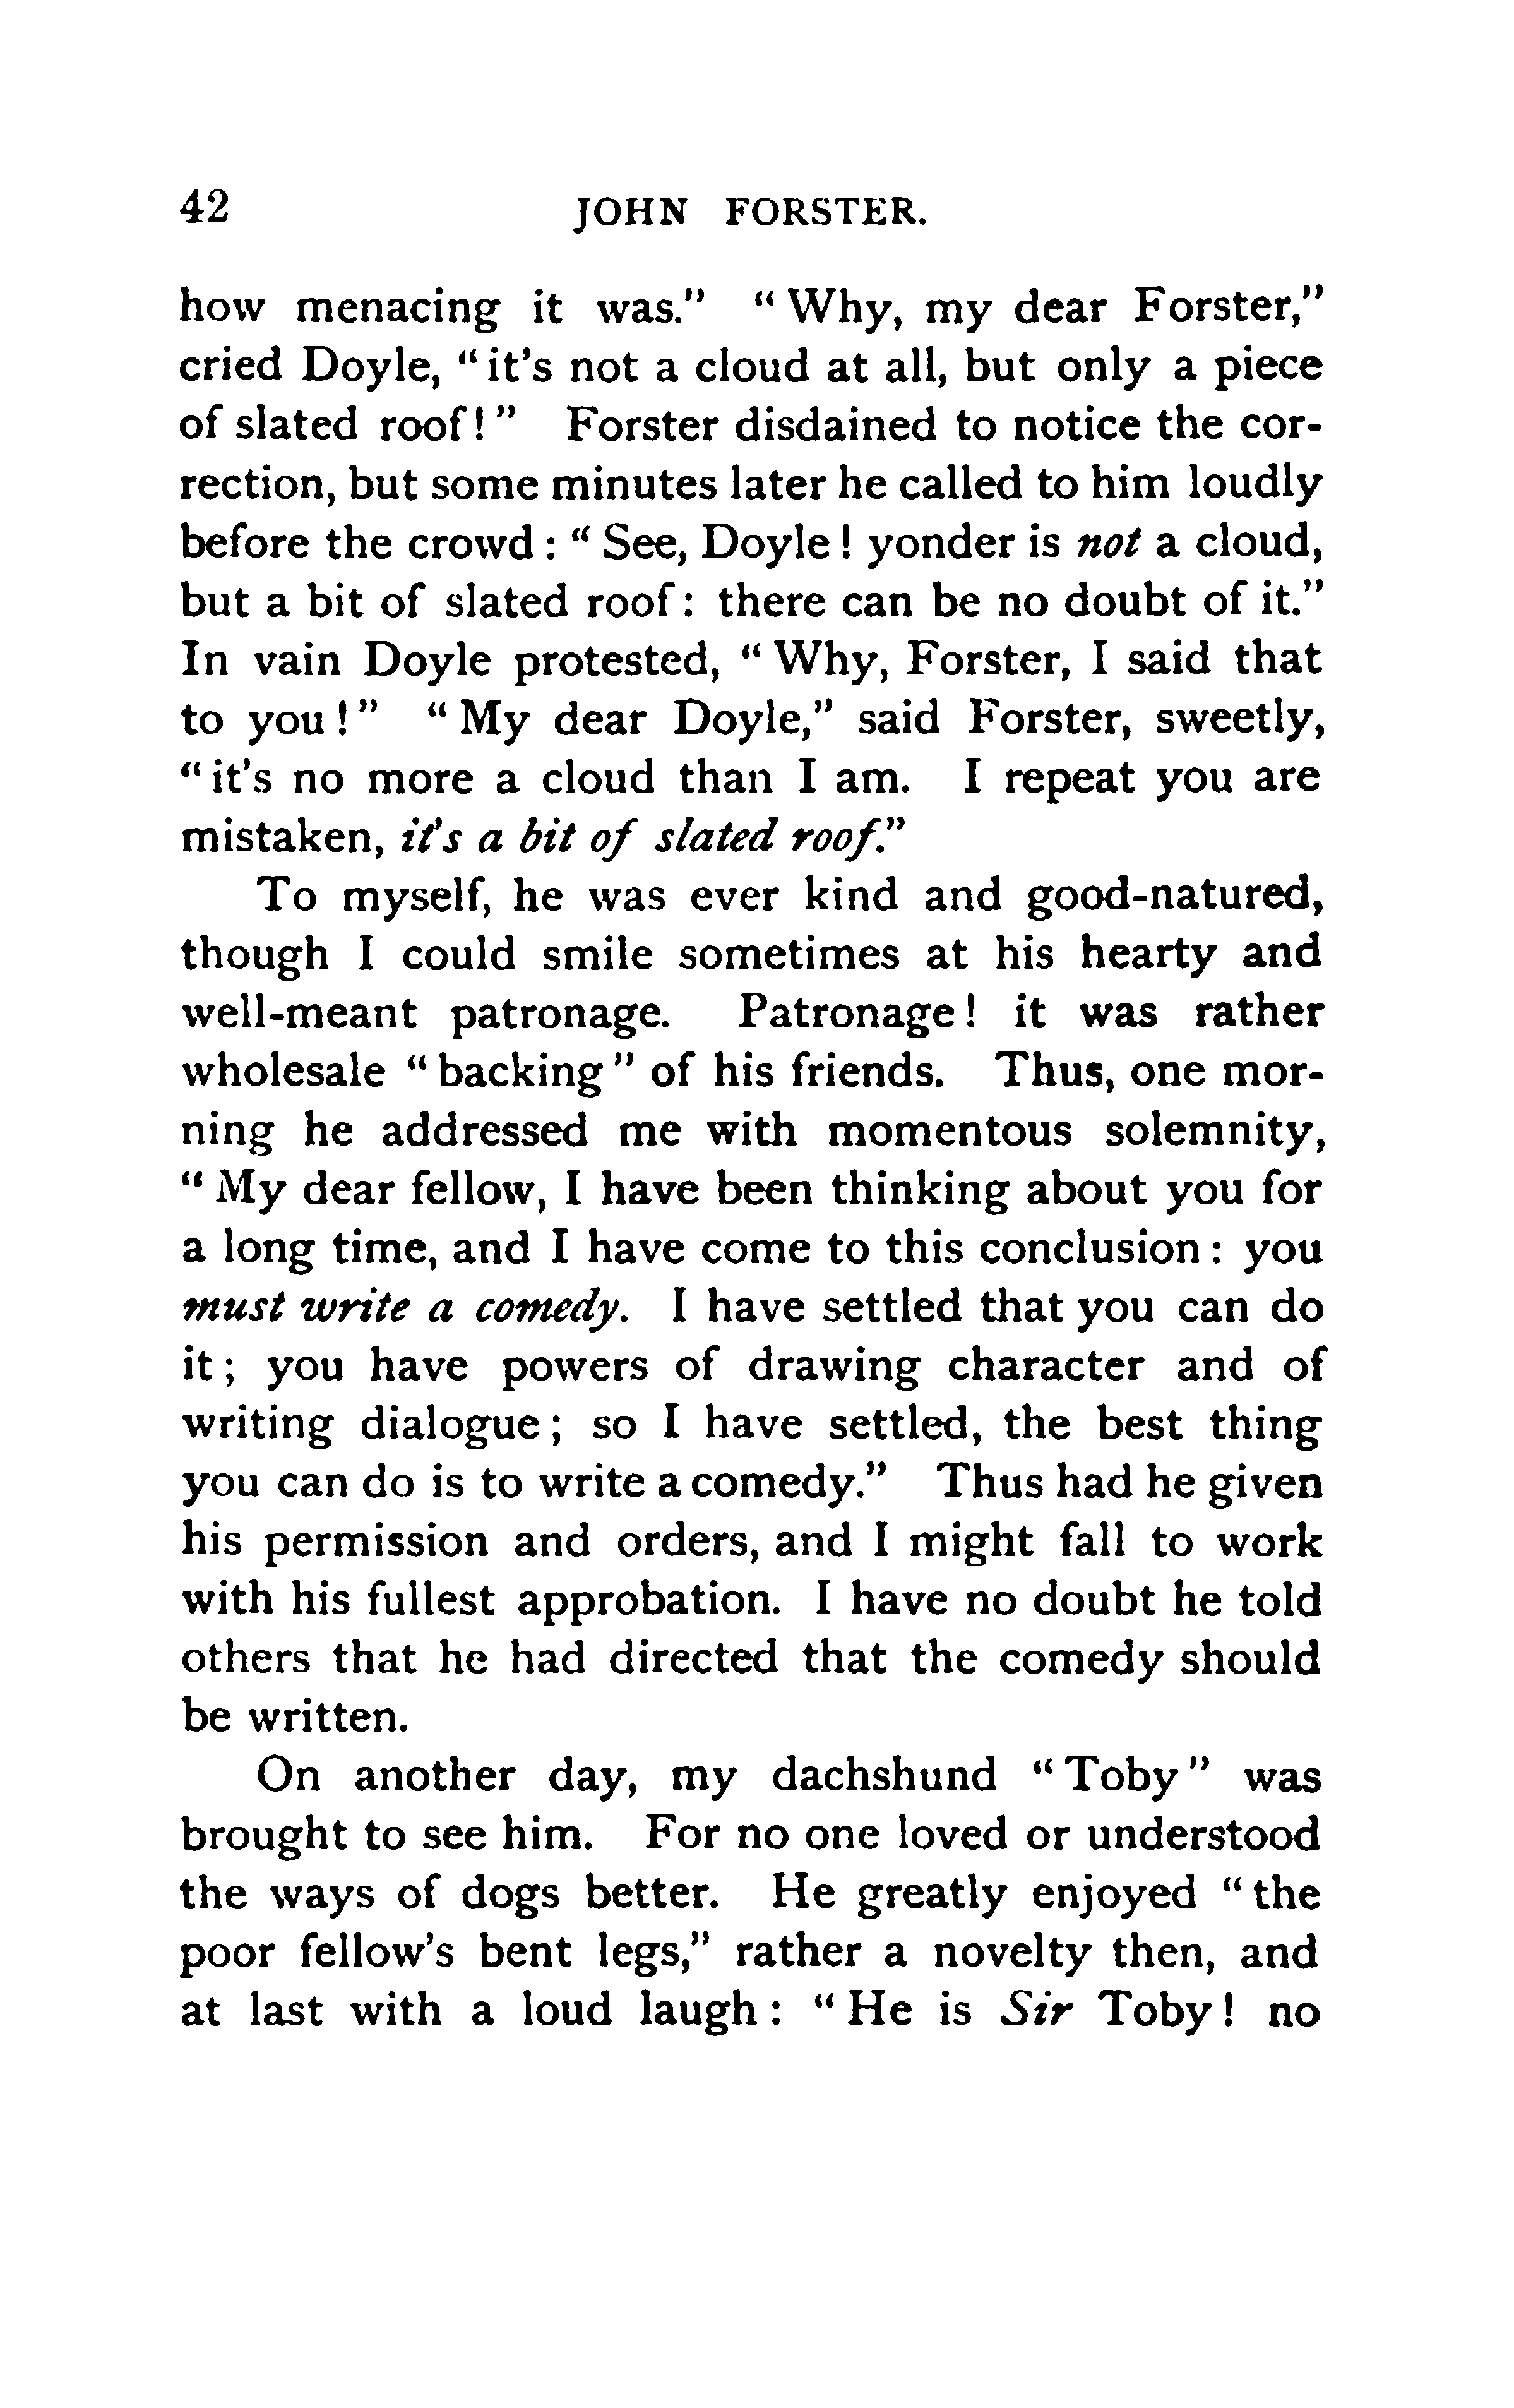 42 JOHN FORSTER.
how menacing it was." "Why, my dear Forster,"
cried Doyle, "it's not a cloud at all, but only a piece
of slated roof!" Forster disdained to notice the cor-
rection, but some minutes later he called to him loudly
before the crowd: "See, Doyle! yonder is not a cloud,
but a bit of slated roof: there can be no doubt of it."
In vain Doyle protested, "Why, Forster, I said that
to you!" "My dear Doyle," said Forster, sweetly,
"it's no more a cloud than I am. I repeat you are
mistaken, it's a bit of slated roof."
To myself, he was ever kind and good-natured,
though I could smile sometimes at his hearty and
well-meant patronage. Patronage! it was rather
wholesale "backing" of his friends. Thus, one mor-
ning he addressed me with momentous solemnity,
"My dear fellow, I have been thinking about you for
a long time, and I have come to this conclusion: you
must write a comedy. I have settled that you can do
it; you have powers of drawing character and of
writing dialogue; so I have settled, the best thing
you can do is to write a comedy." Thus had he given
his permission and orders, and I might fall to work
with his fullest approbation. I have no doubt he told
others that he had directed that the comedy should
be written.
On another day, my dachshund "Toby" was
brought to see him. For no one loved or understood
the ways of dogs better. He greatly enjoyed "the
poor fellow's bent legs," rather a novelty then, and
at last with a loud laugh: "He is Sir Toby! no